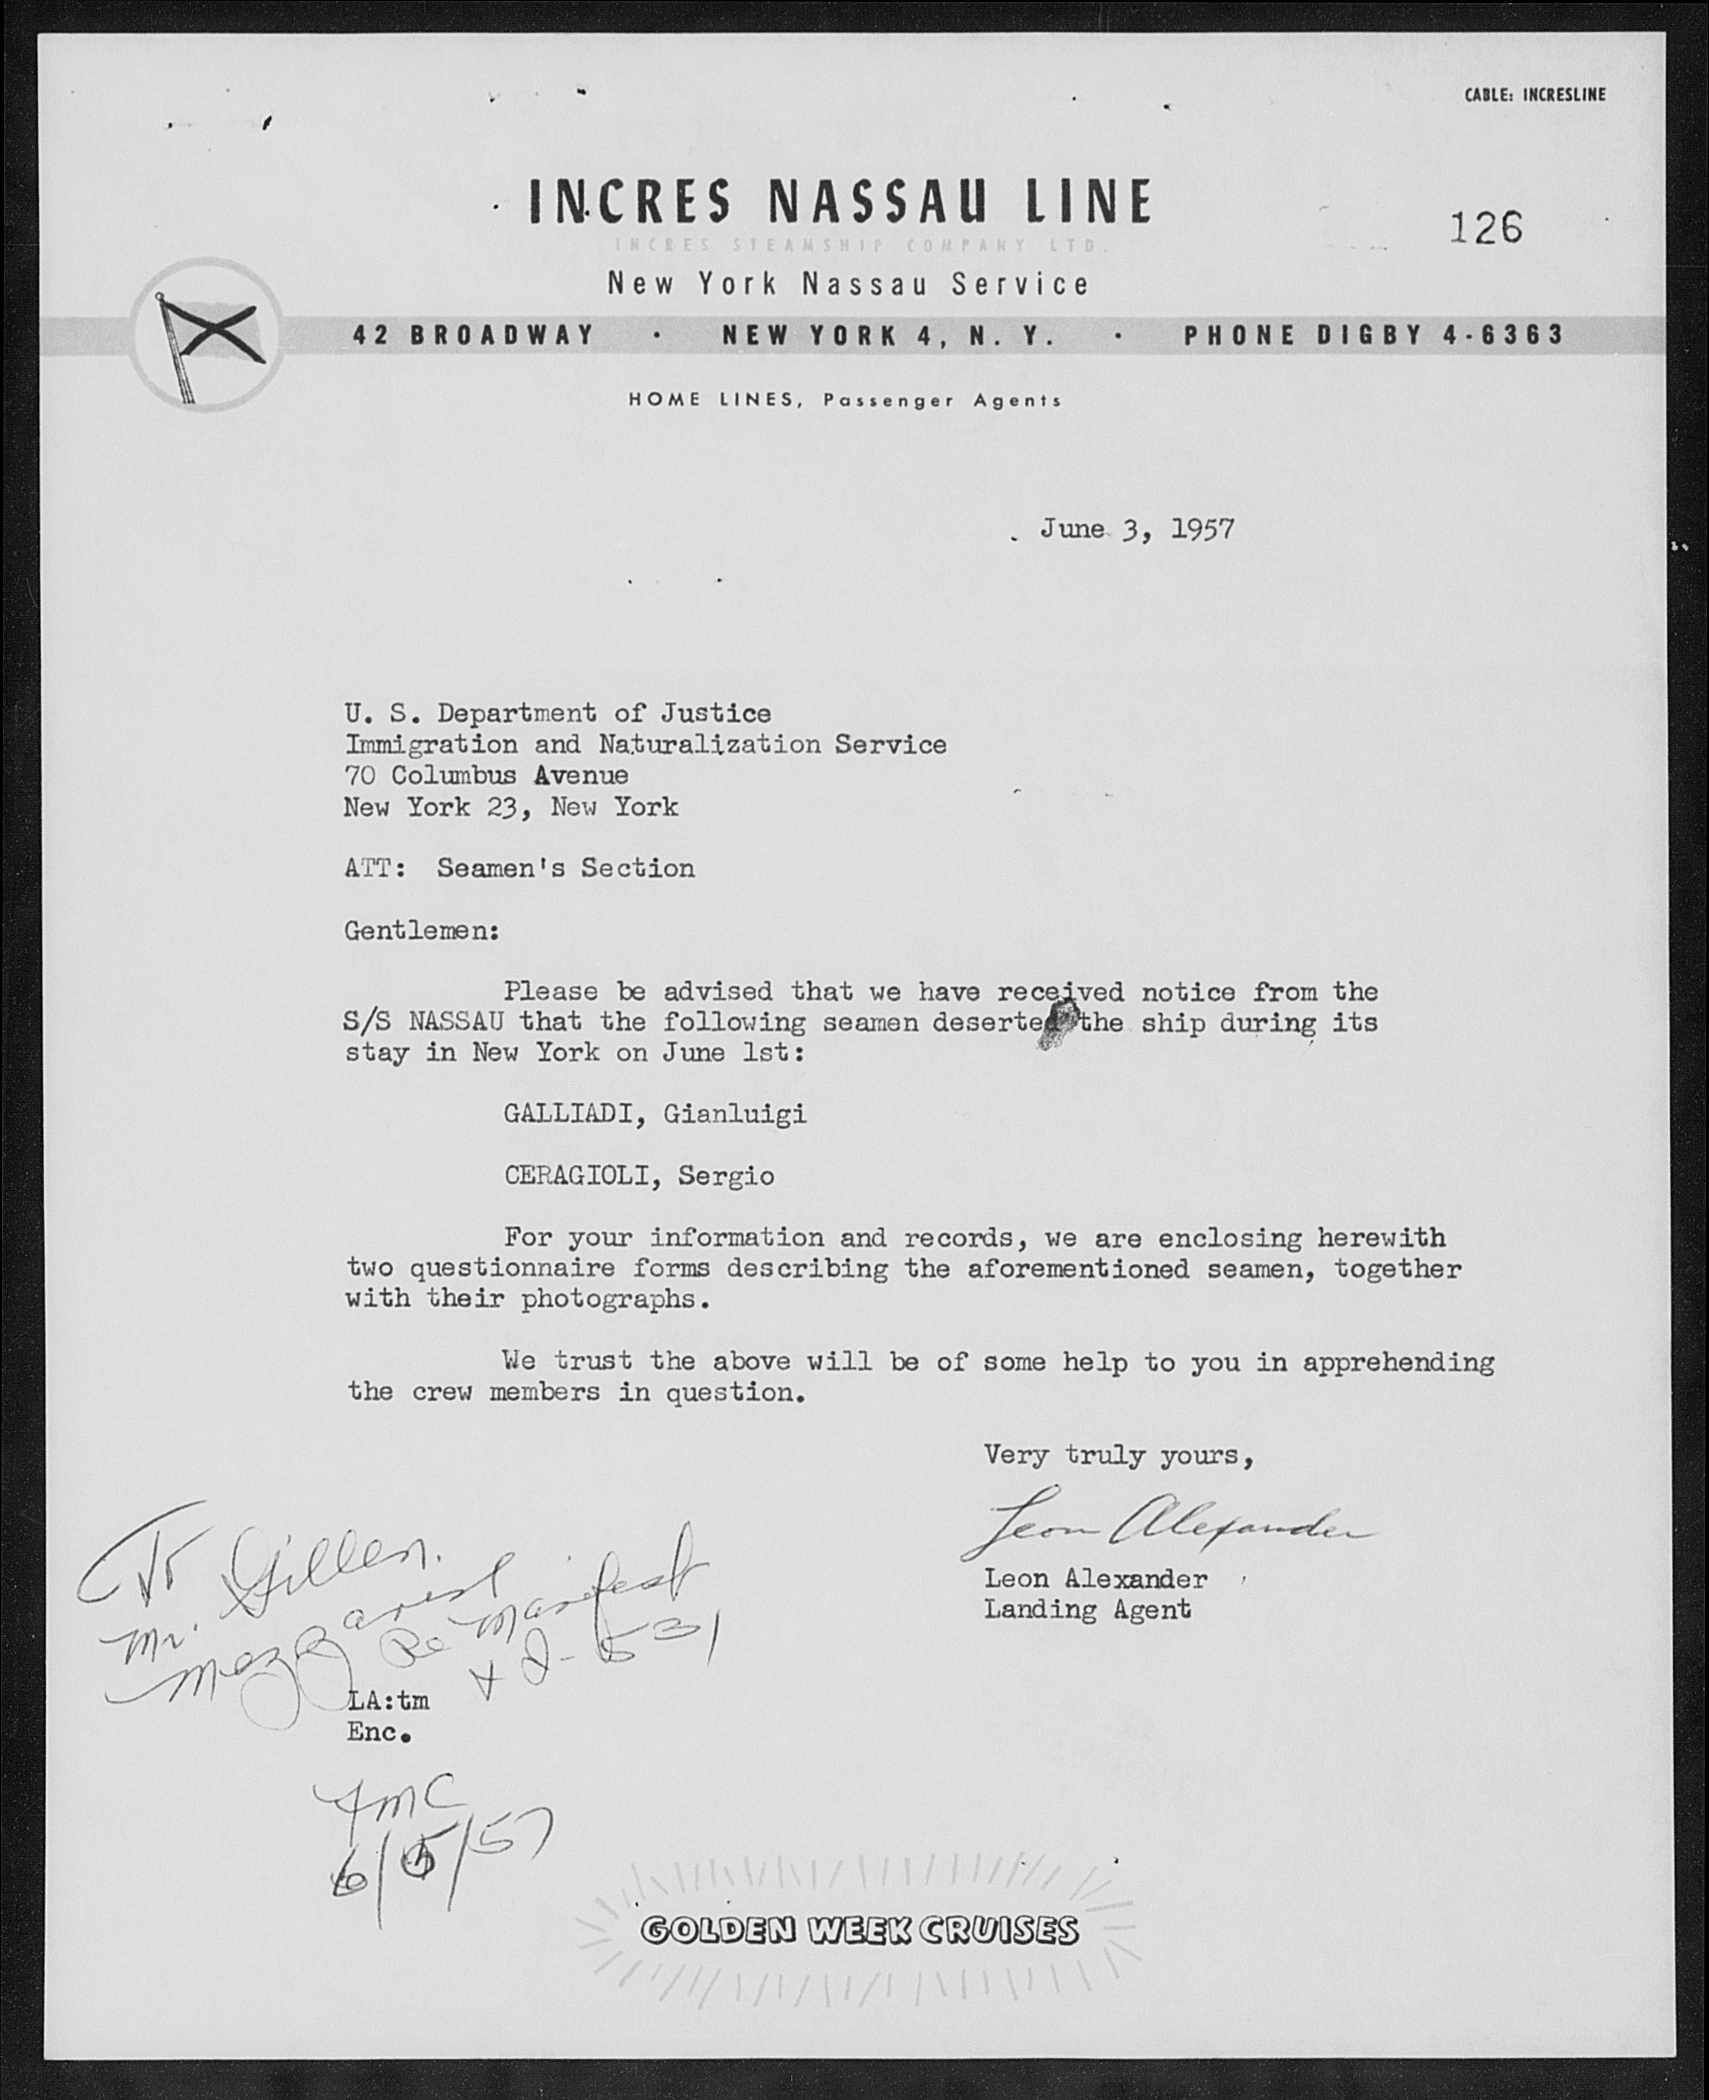 CABLE: INCRESLINE
INCRES NASSAU LINE
INCRES STEAMSHIP COMPANY LTD.
126
New York Nassau Service
42 BROADWAY · NEW YORK 4, N. Y. · PHONE DIGBY 4-6363
HOME LINES, Passenger Agents
June 3, 1957
U. S. Department of Justice
Immigration and Naturalization Service
70 Columbus Avenue
New York 23, New York
ATT: Seamen's Section
Gentlemen:
Please be advised that we have received notice from the
S/S NASSAU that the following seamen deserted the ship during its
stay in New York on June 1st:
GALLIADI, Gianluigi
CERAGIOLI, Sergio
For your information and records, we are enclosing herewith
two questionnaire forms describing the aforementioned seamen, together
with their photographs.
We trust the above will be of some help to you in apprehending
the crew members in question.
Very truly yours,
Leon Alexander
Leon Alexander
Landing Agent
Mr. Gillen.
Re Manifest
LA:tm
Enc.
6/5/57
GOLDEN WEEK CRUISES